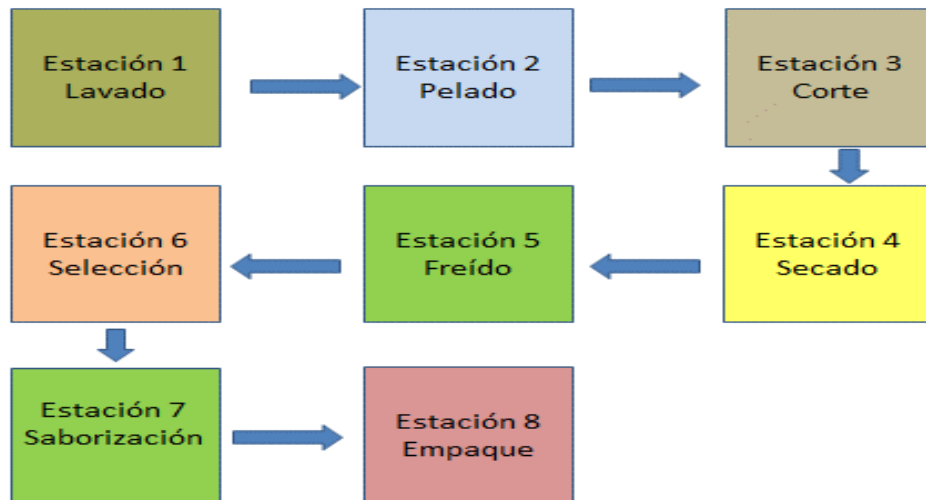 Estación 1
Lavado
Estación 2
Pelado
Estación 3
Corte
Estación 4
Secado
Estación 5
Freído
Estación 6
Selección
Estación 7
Saborización
Estación 8
Empaque